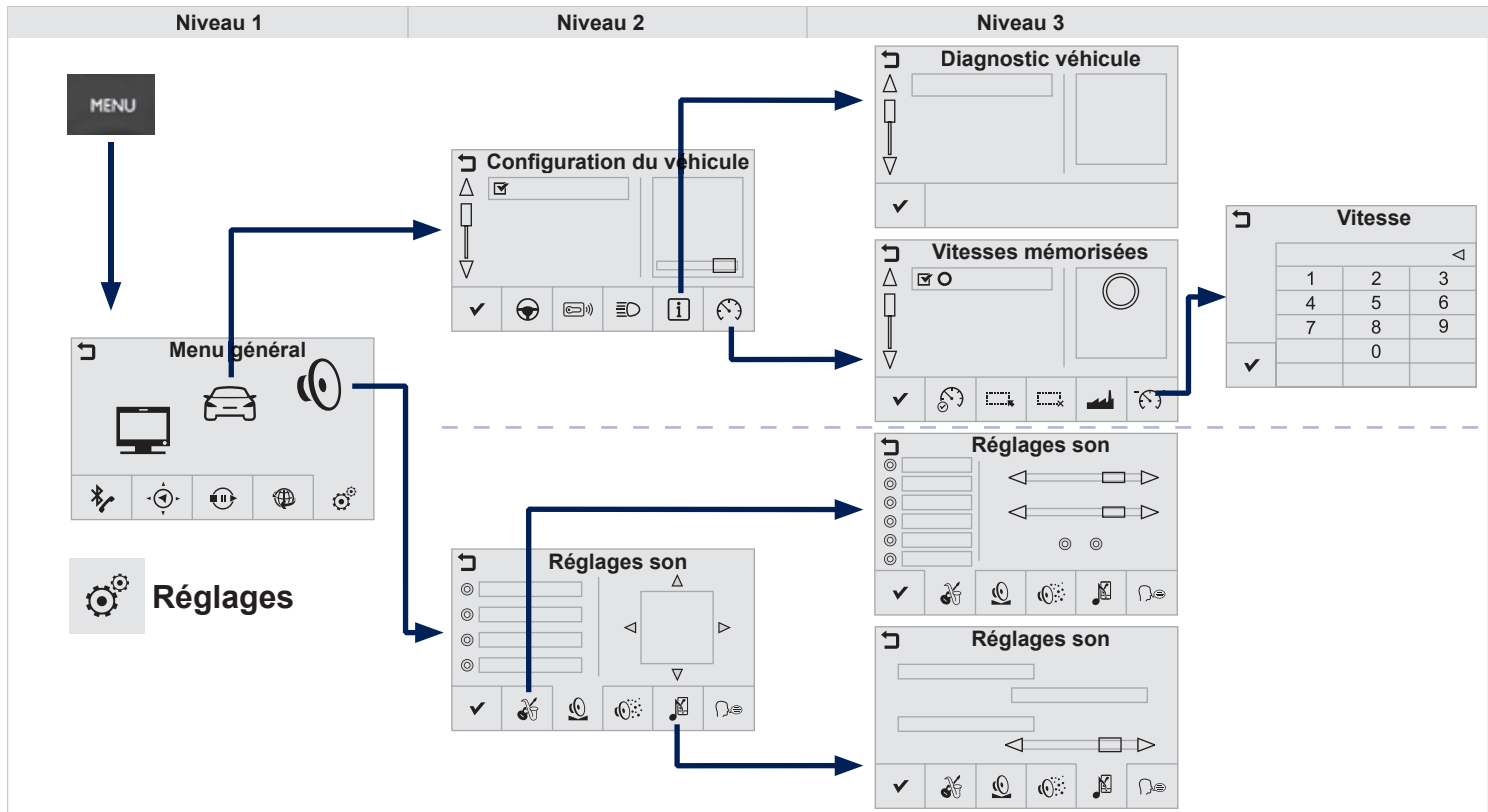 Niveau 1
Niveau 2
Niveau 3
MENU
Menu général
Réglages
Configuration du véhicule
Réglages son
Diagnostic véhicule
Vitesses mémorisées
Vitesse
1 2 3
4 5 6
7 8 9
0
Réglages son
Réglages son